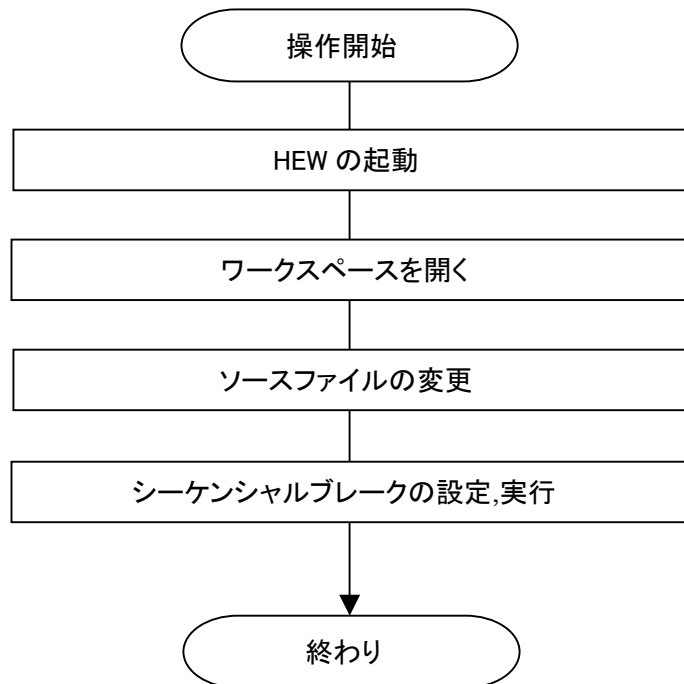 操作開始
HEW の起動
ワークスペースを開く
ソースファイルの変更
シーケンシャルブレークの設定,実行
終わり